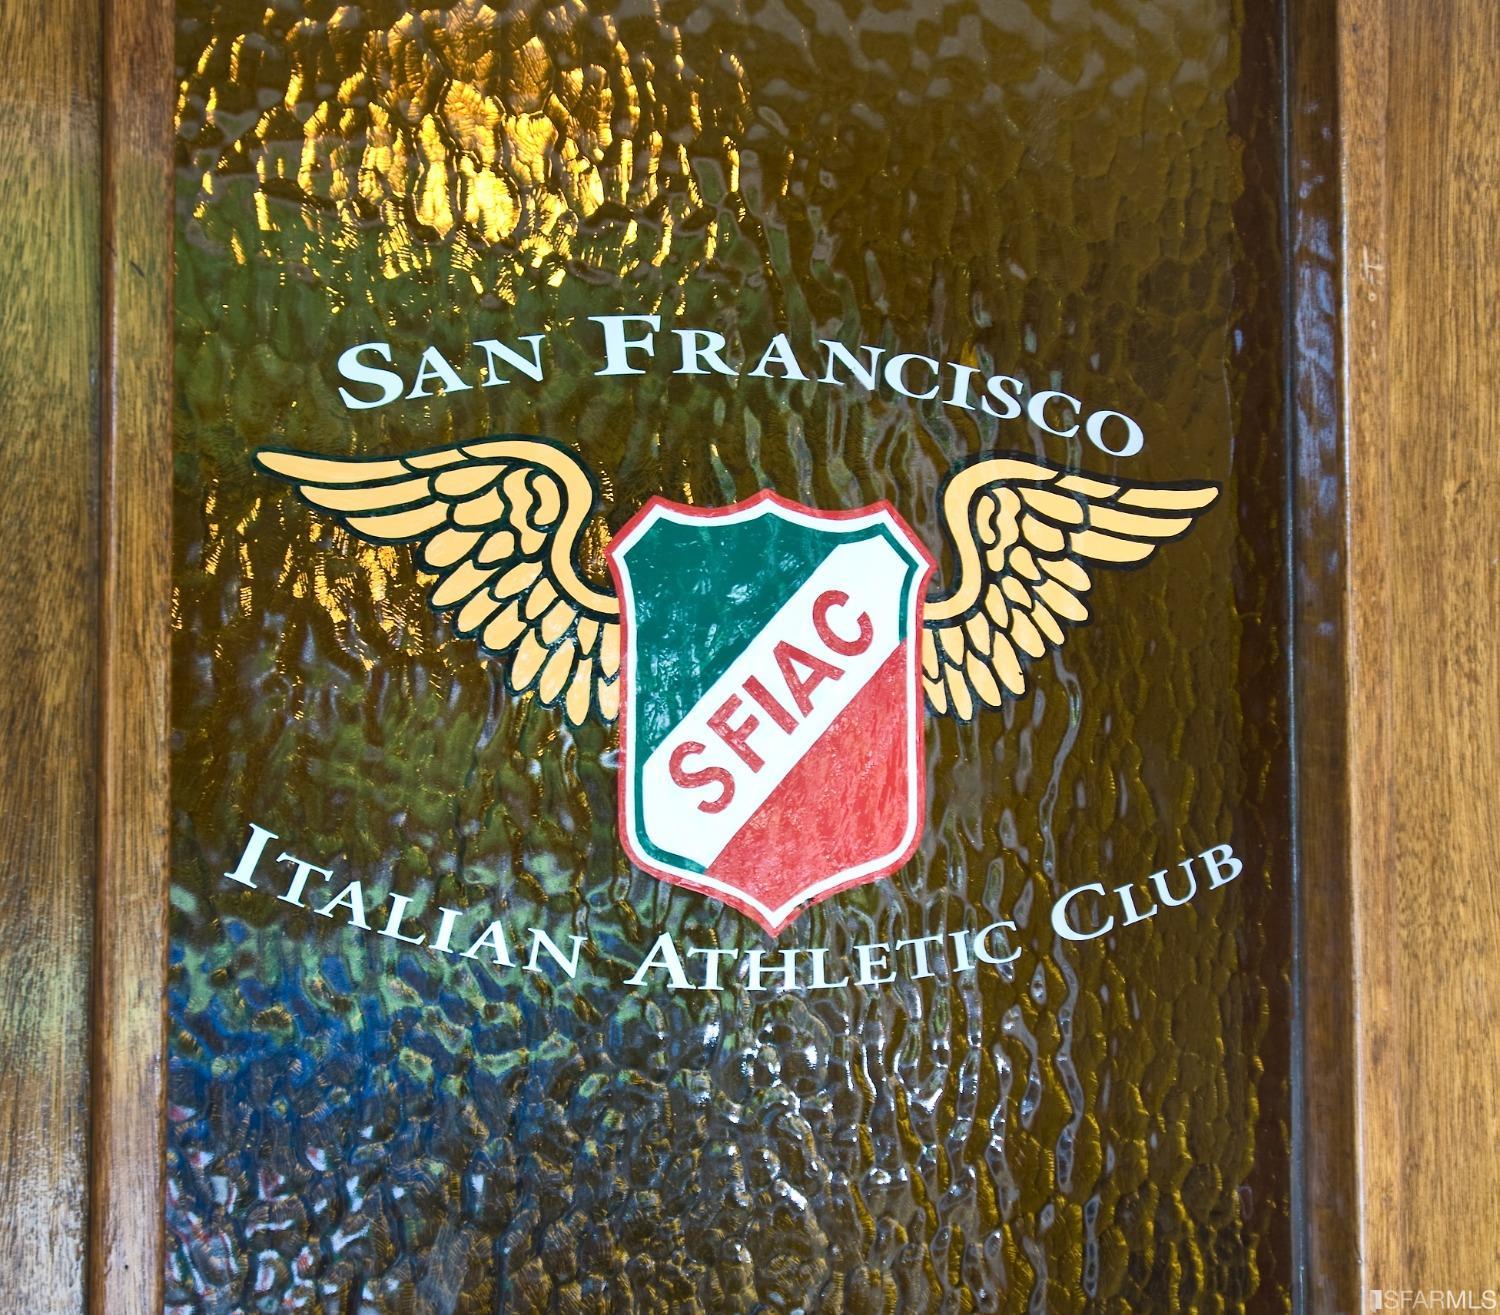 SAN FRANCISCO
SFIAC
ITALIAN ATHLETIC CLUB
SFARMLS